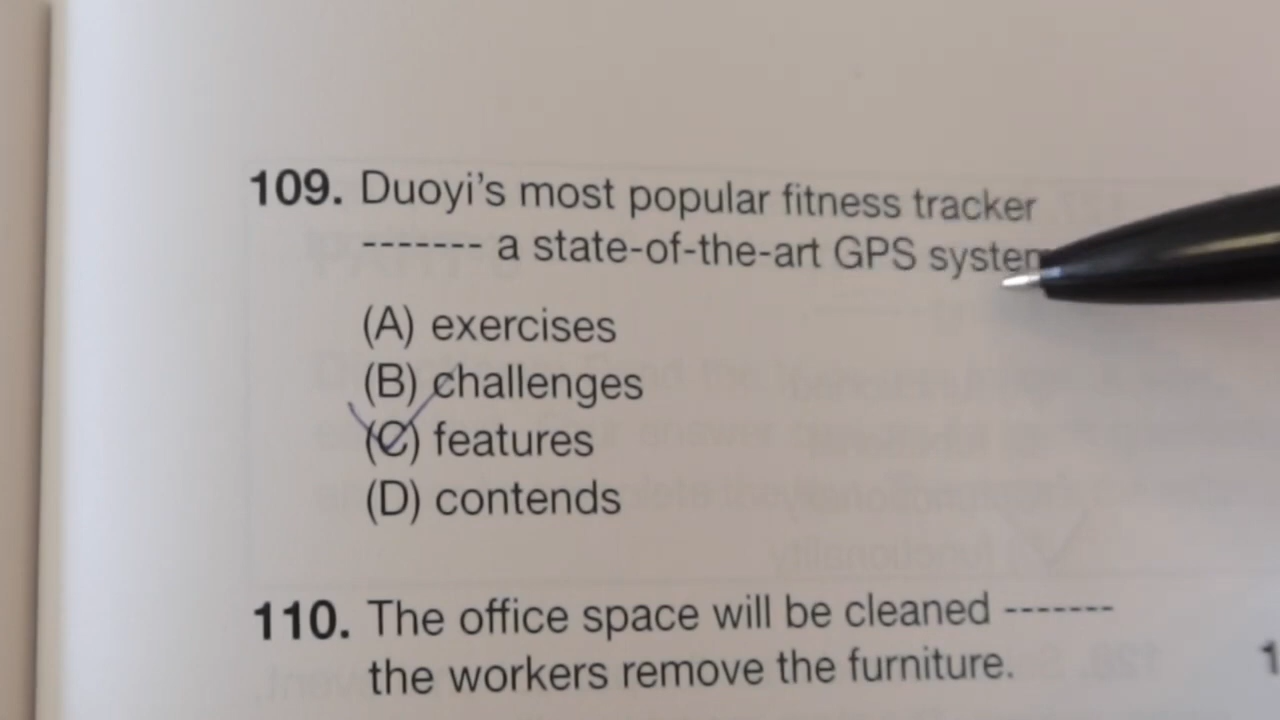 109. Duoyi's most popular fitness tracker
------- a state-of-the-art GPS system
(A) exercises
(B) challenges
(C) features
(D) contends
110. The office space will be cleaned -------
the workers remove the furniture.